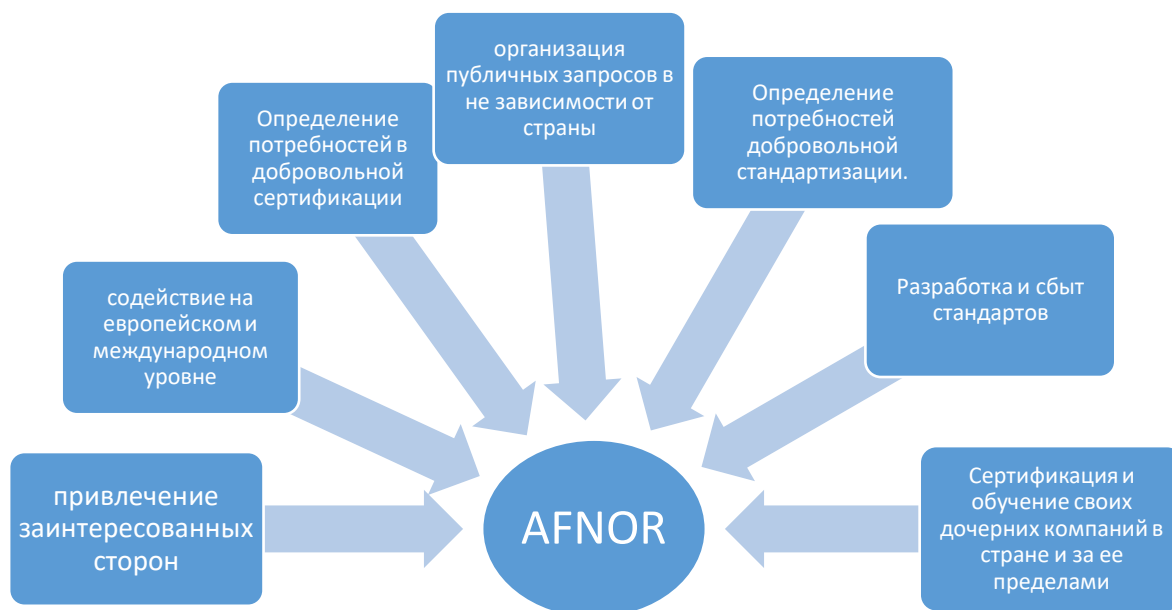 привлечение
заинтересованных
сторон
содействие на
европейском и
международном
уровне
Определение
потребностей в
добровольной
сертификации
организация
публичных запросов в
не зависимости от
страны
Определение
потребностей
добровольной
стандартизации.
Разработка и сбыт
стандартов
Сертификация и
обучение своих
дочерних компаний в
стране и за ее
пределами
AFNOR